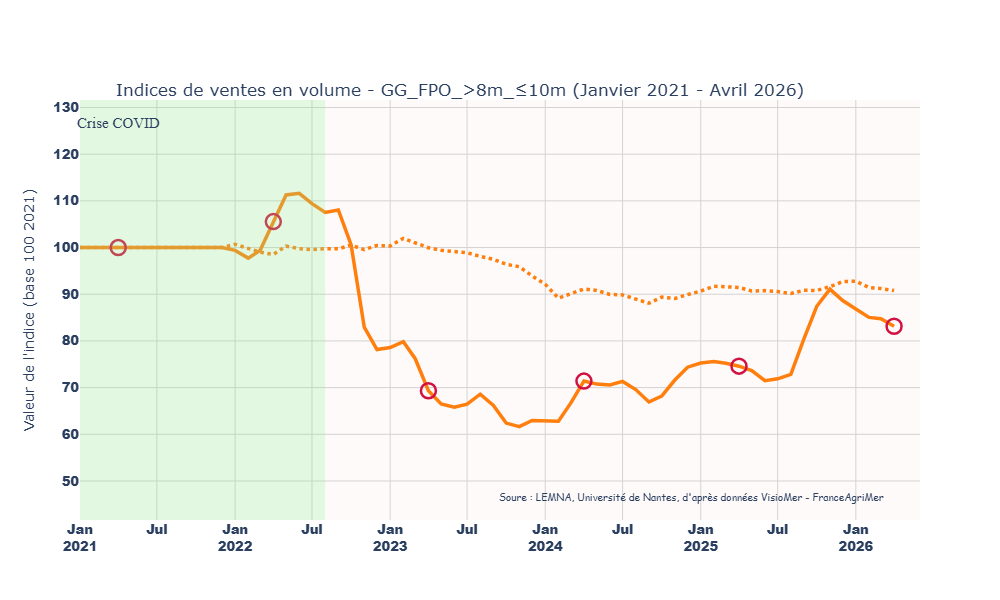 Indices de ventes en volume - GG_FPO_>8m_≤10m (Janvier 2021 - Avril 2026)
Valeur de l'indice (base 100 2021)
130
Crise COVID
120
110
100
90
80
70
60
50
Soure : LEMNA, Université de Nantes, d'après données VisioMer - FranceAgriMer
Jan Jul Jan Jul Jan Jul Jan Jul Jan Jul Jan
2021 2022 2023 2024 2025 2026